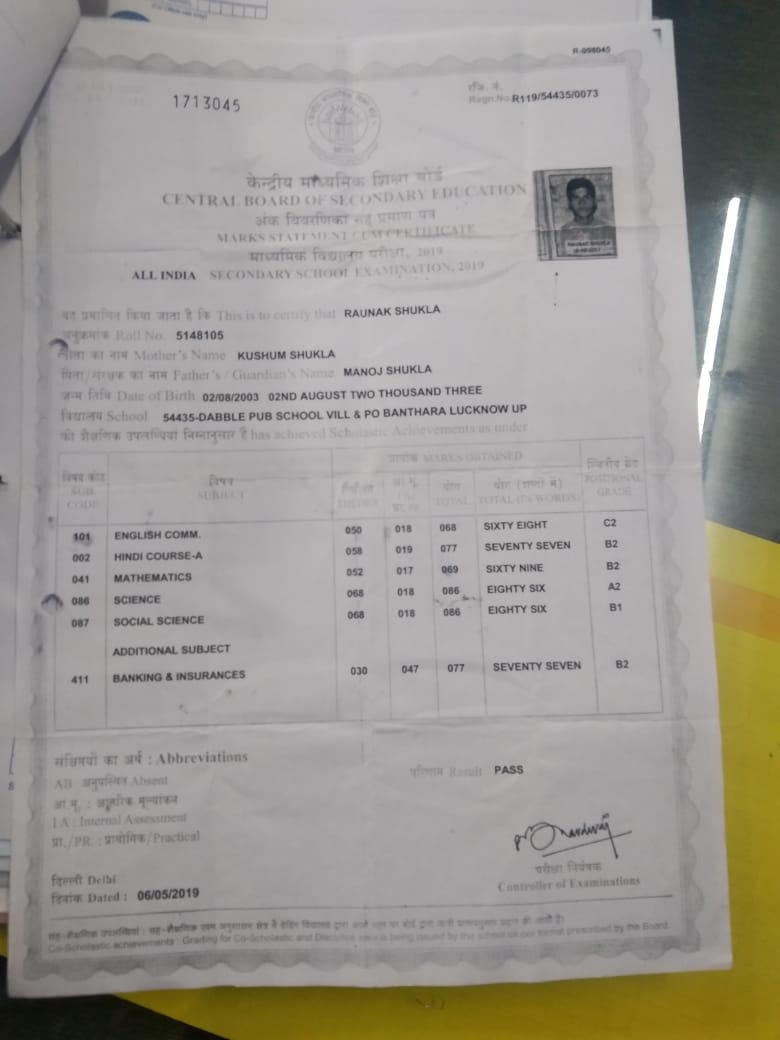 R-098045
1713045
रजि. नं.
Regn.No. R119/54435/0073
केन्द्रीय माध्यमिक शिक्षा बोर्ड
CENTRAL BOARD OF SECONDARY EDUCATION
अंक विवरणिका सह प्रमाण पत्र
MARKS STATEMENT CUM CERTIFICATE
माध्यमिक विद्यालय परीक्षा, 2019
ALL INDIA SECONDARY SCHOOL EXAMINATION, 2019
RAUNAK SHUKLA
यह प्रमाणित किया जाता है कि This is to certify that RAUNAK SHUKLA
अनुक्रमांक Roll No. 5148105
माता का नाम Mother's Name KUSHUM SHUKLA
पिता/संरक्षक का नाम Father's / Guardian's Name MANOJ SHUKLA
जन्म तिथि Date of Birth 02/08/2003 02ND AUGUST TWO THOUSAND THREE
विद्यालय School 54435-DABBLE PUB SCHOOL VILL & PO BANTHARA LUCKNOW UP
की शैक्षणिक उपलब्धियां निम्नानुसार हैं has achieved Scholastic Achievements as under
प्राप्तांक MARKS OBTAINED
विषय कोड SUB. CODE
विषय SUBJECT
THEORY
आ.मू.
योग TOTAL
योग (शब्दों में) TOTAL (IN WORDS)
POSITIONAL GRADE
101 ENGLISH COMM. 050 018 068 SIXTY EIGHT C2
002 HINDI COURSE-A 058 019 077 SEVENTY SEVEN B2
041 MATHEMATICS 052 017 069 SIXTY NINE B2
086 SCIENCE 068 018 086 EIGHTY SIX A2
087 SOCIAL SCIENCE 068 018 086 EIGHTY SIX B1
ADDITIONAL SUBJECT
411 BANKING & INSURANCES 030 047 077 SEVENTY SEVEN B2
संक्षिप्तियों का अर्थ : Abbreviations
AB अनुपस्थित Absent
आ.मू. : आन्तरिक मूल्यांकन
I A : Internal Assessment
प्रा./PR. : प्रायोगिक/Practical
परिणाम Result PASS
दिल्ली Delhi
दिनांक Dated : 06/05/2019
परीक्षा नियंत्रक
Controller of Examinations
Co-Scholastic achievements : Grading for Co-Scholastic and Discipline area is being issued by the school as per format prescribed by the Board.